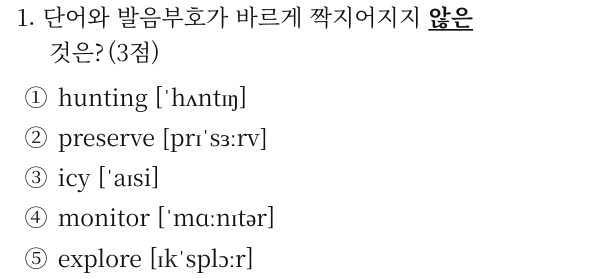 1. 단어와 발음부호가 바르게 짝지어지지 않은
것은? (3점)
① hunting [ˈhʌntɪŋ]
② preserve [prɪˈsɜːrv]
③ icy [ˈaɪsi]
④ monitor [ˈmɑːnɪtər]
⑤ explore [ɪkˈsplɔːr]